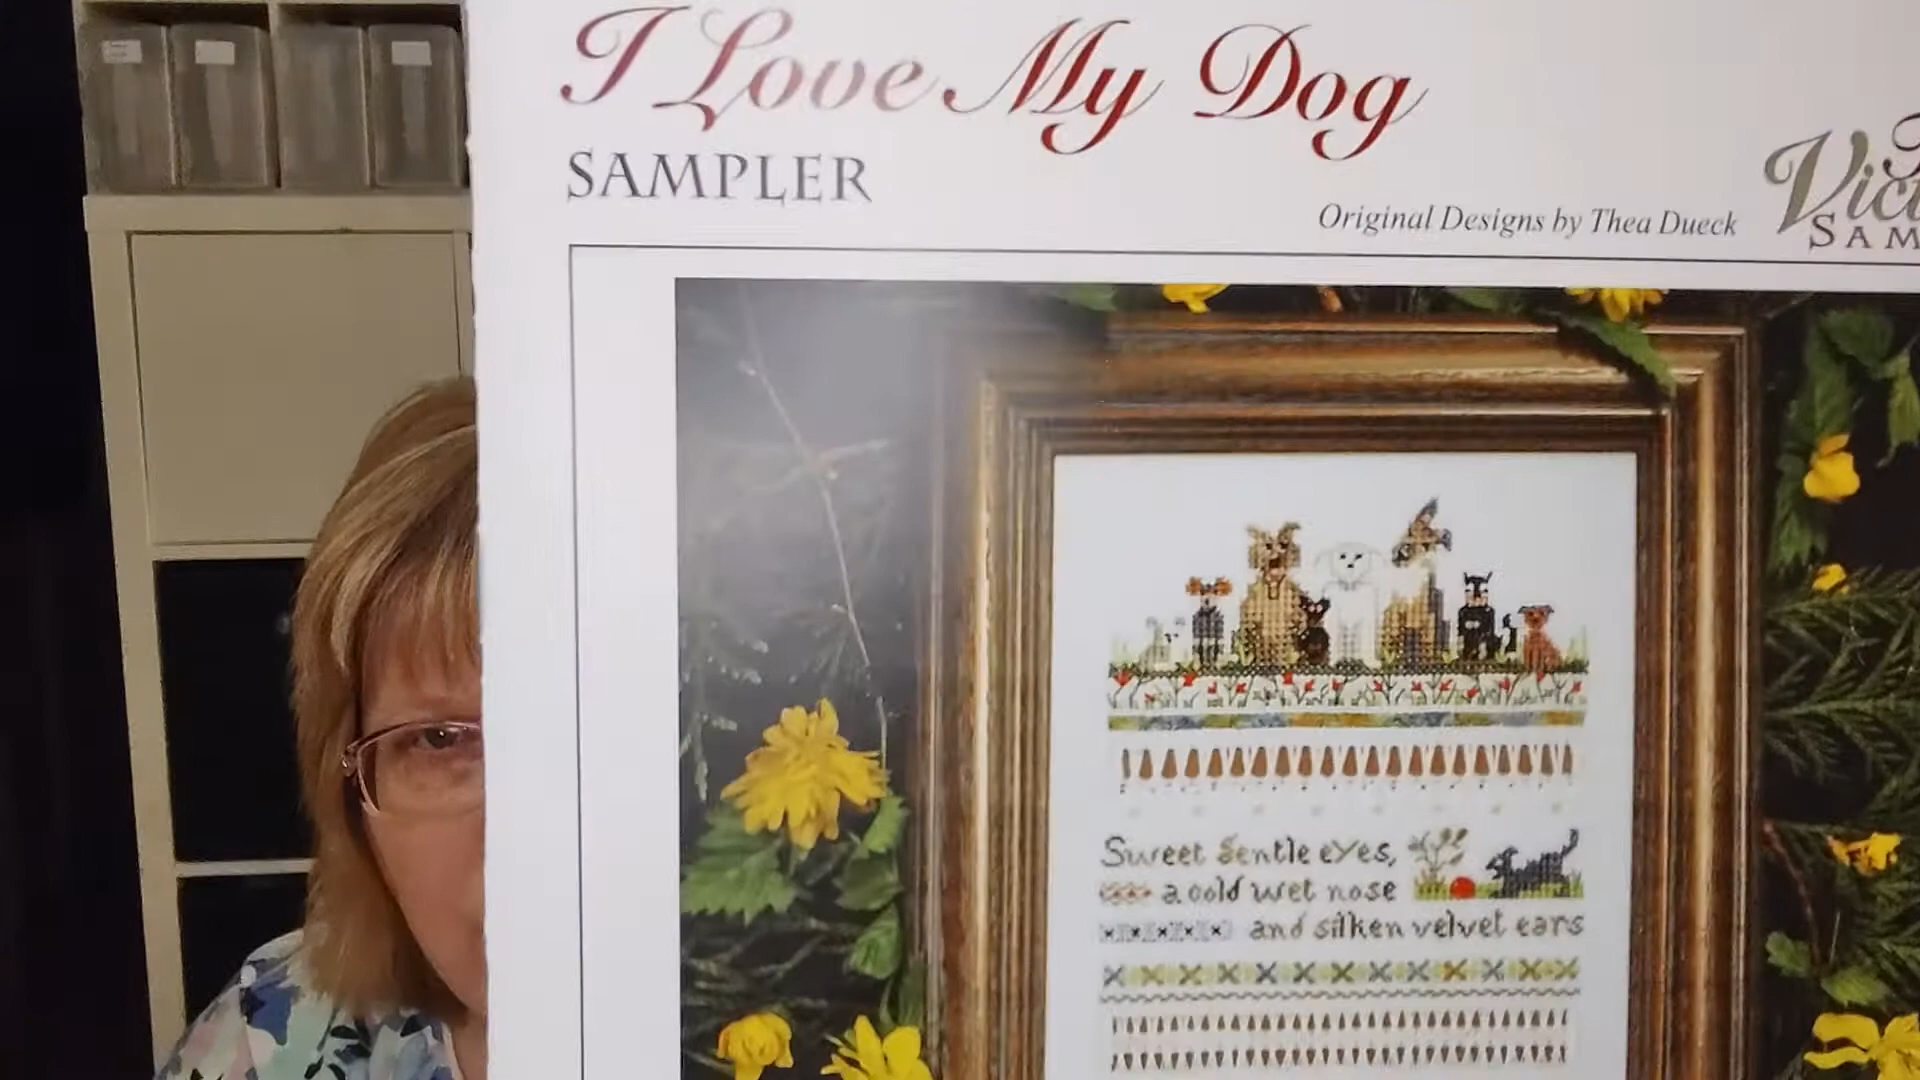 I Love My Dog
SAMPLER
Original Designs by Thea Dueck
Sweet gentle eyes,
a cold wet nose
and silken velvet ears